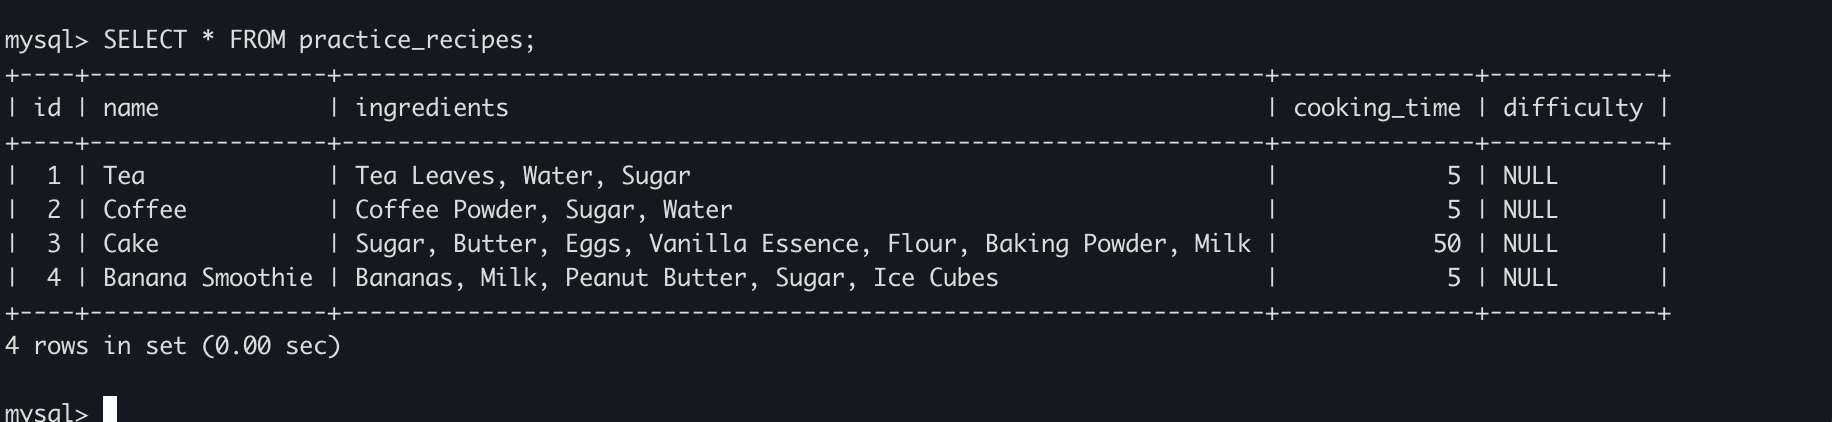 mysql> SELECT * FROM practice_recipes;
+----+-----------------+------------------------------------------------------------------+--------------+------------+
| id | name            | ingredients                                                      | cooking_time | difficulty |
+----+-----------------+------------------------------------------------------------------+--------------+------------+
|  1 | Tea             | Tea Leaves, Water, Sugar                                         |            5 | NULL       |
|  2 | Coffee          | Coffee Powder, Sugar, Water                                      |            5 | NULL       |
|  3 | Cake            | Sugar, Butter, Eggs, Vanilla Essence, Flour, Baking Powder, Milk |           50 | NULL       |
|  4 | Banana Smoothie | Bananas, Milk, Peanut Butter, Sugar, Ice Cubes                   |            5 | NULL       |
+----+-----------------+------------------------------------------------------------------+--------------+------------+
4 rows in set (0.00 sec)
mysql>